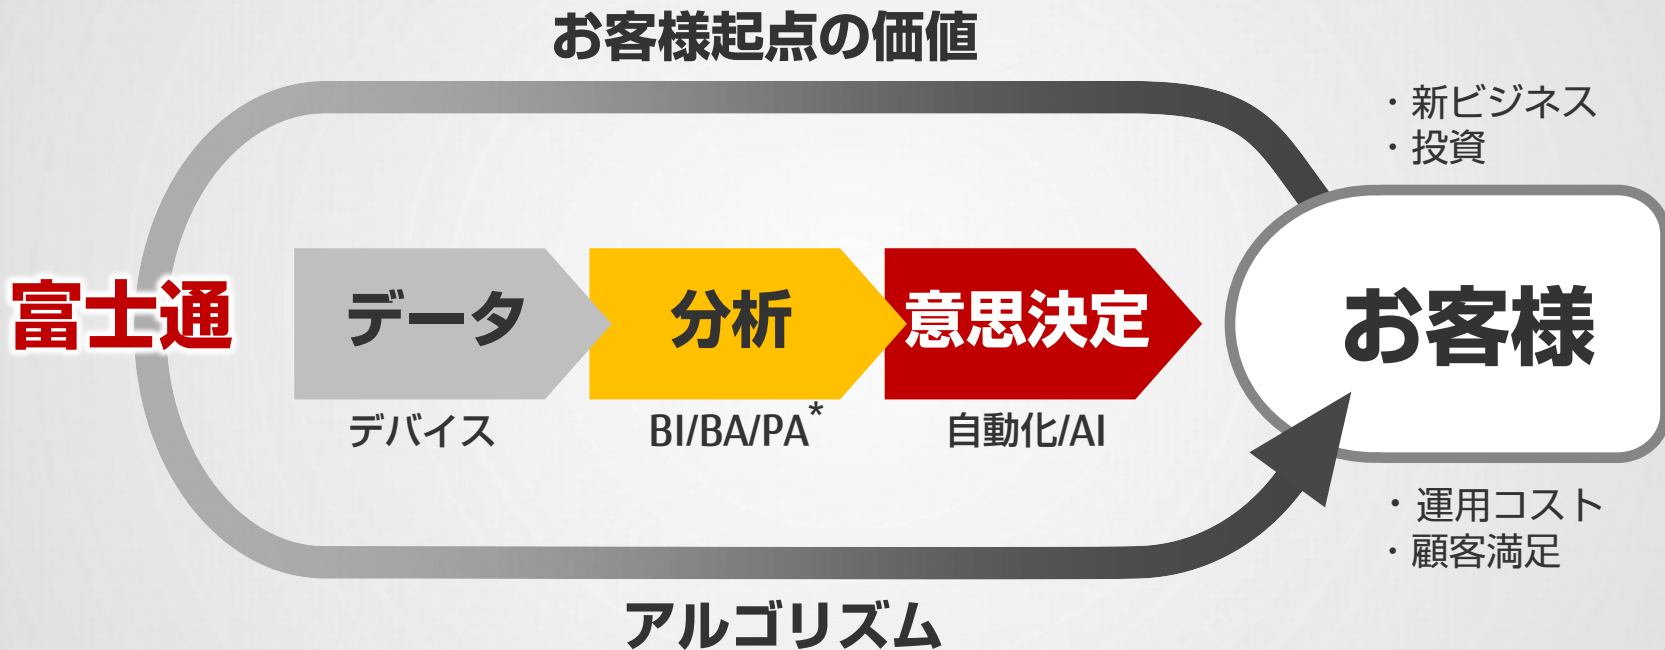 お客様起点の価値
・新ビジネス
・投資
富士通
データ
分析
意思決定
お客様
デバイス
BI/BA/PA*
自動化/AI
・運用コスト
・顧客満足
アルゴリズム